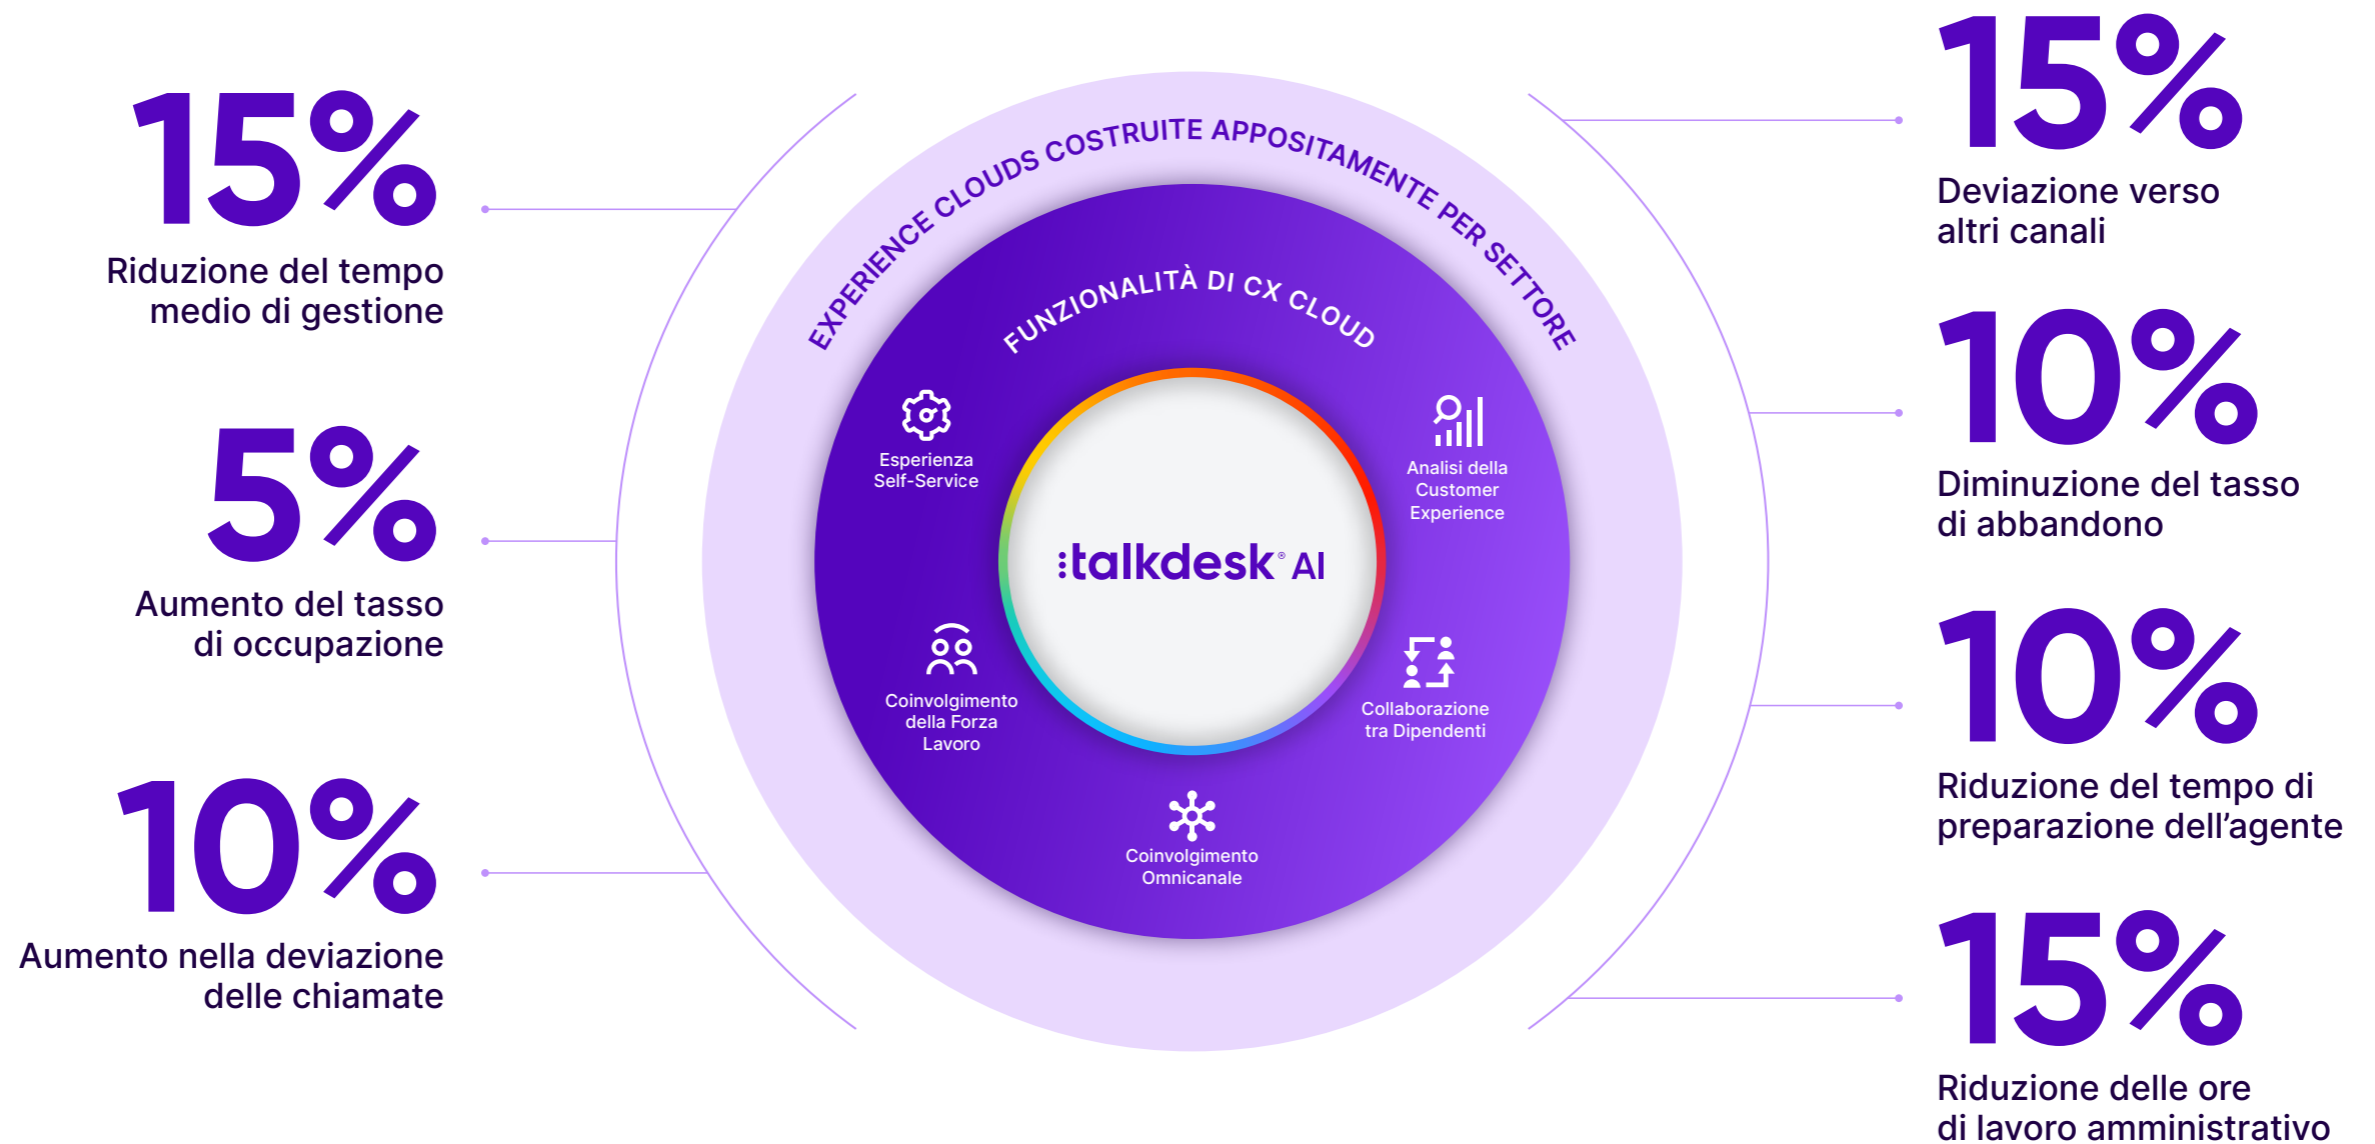 15%
Riduzione del tempo
medio di gestione
5%
Aumento del tasso
di occupazione
10%
Aumento nella deviazione
delle chiamate
EXPERIENCE CLOUDS COSTRUITE APPOSITAMENTE PER SETTORE
FUNZIONALITÀ DI CX CLOUD
Esperienza
Self-Service
Analisi della
Customer
Experience
talkdesk® AI
Coinvolgimento
della Forza
Lavoro
Collaborazione
tra Dipendenti
Coinvolgimento
Omnicanale
15%
Deviazione verso
altri canali
10%
Diminuzione del tasso
di abbandono
10%
Riduzione del tempo di
preparazione dell’agente
15%
Riduzione delle ore
di lavoro amministrativo